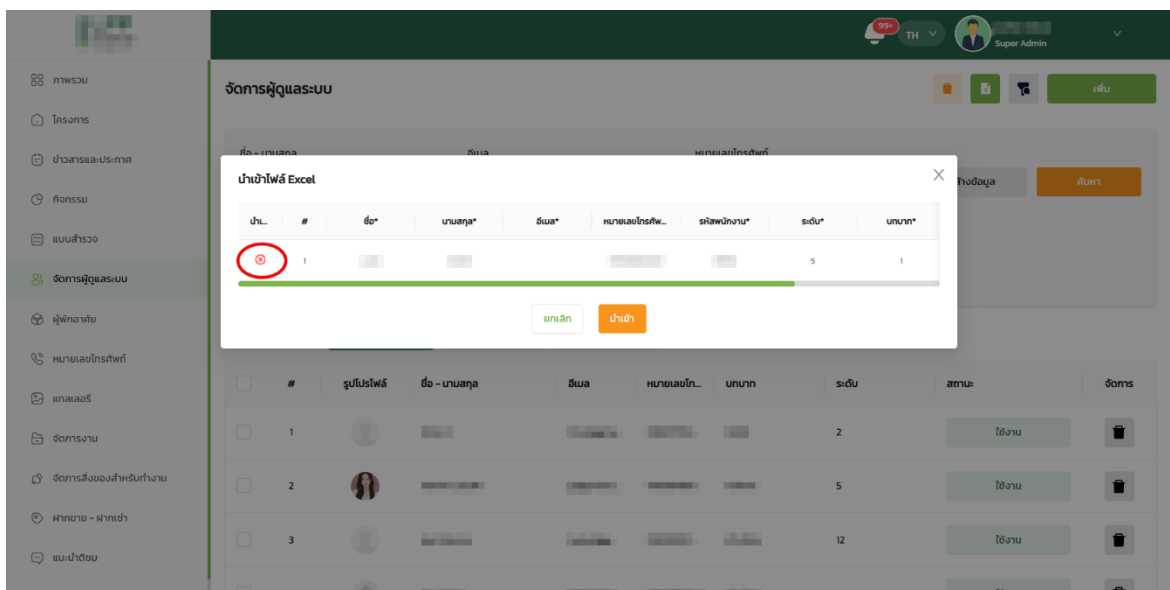 99+
TH
Super Admin
ภาพรวม
โครงการ
ข่าวสารและประกาศ
กิจกรรม
แบบสำรวจ
จัดการผู้ดูแลระบบ
ผู้พักอาศัย
หมายเลขโทรศัพท์
แกลเลอรี
จัดการงาน
จัดการสิ่งของสำหรับทำงาน
ฝากขาย - ฝากเช่า
แนะนำติชม
จัดการผู้ดูแลระบบ
เพิ่ม
ชื่อ - นามสกุล อีเมล หมายเลขโทรศัพท์
ล้างข้อมูล ค้นหา
นำเข้าไฟล์ Excel
นำเ... # ชื่อ* นามสกุล* อีเมล* หมายเลขโทรศัพ... รหัสพนักงาน* ระดับ* บทบาท*
1 5 1
ยกเลิก นำเข้า
# รูปโปรไฟล์ ชื่อ - นามสกุล อีเมล หมายเลขโท... บทบาท ระดับ สถานะ จัดการ
1 2 ใช้งาน
2 5 ใช้งาน
3 12 ใช้งาน